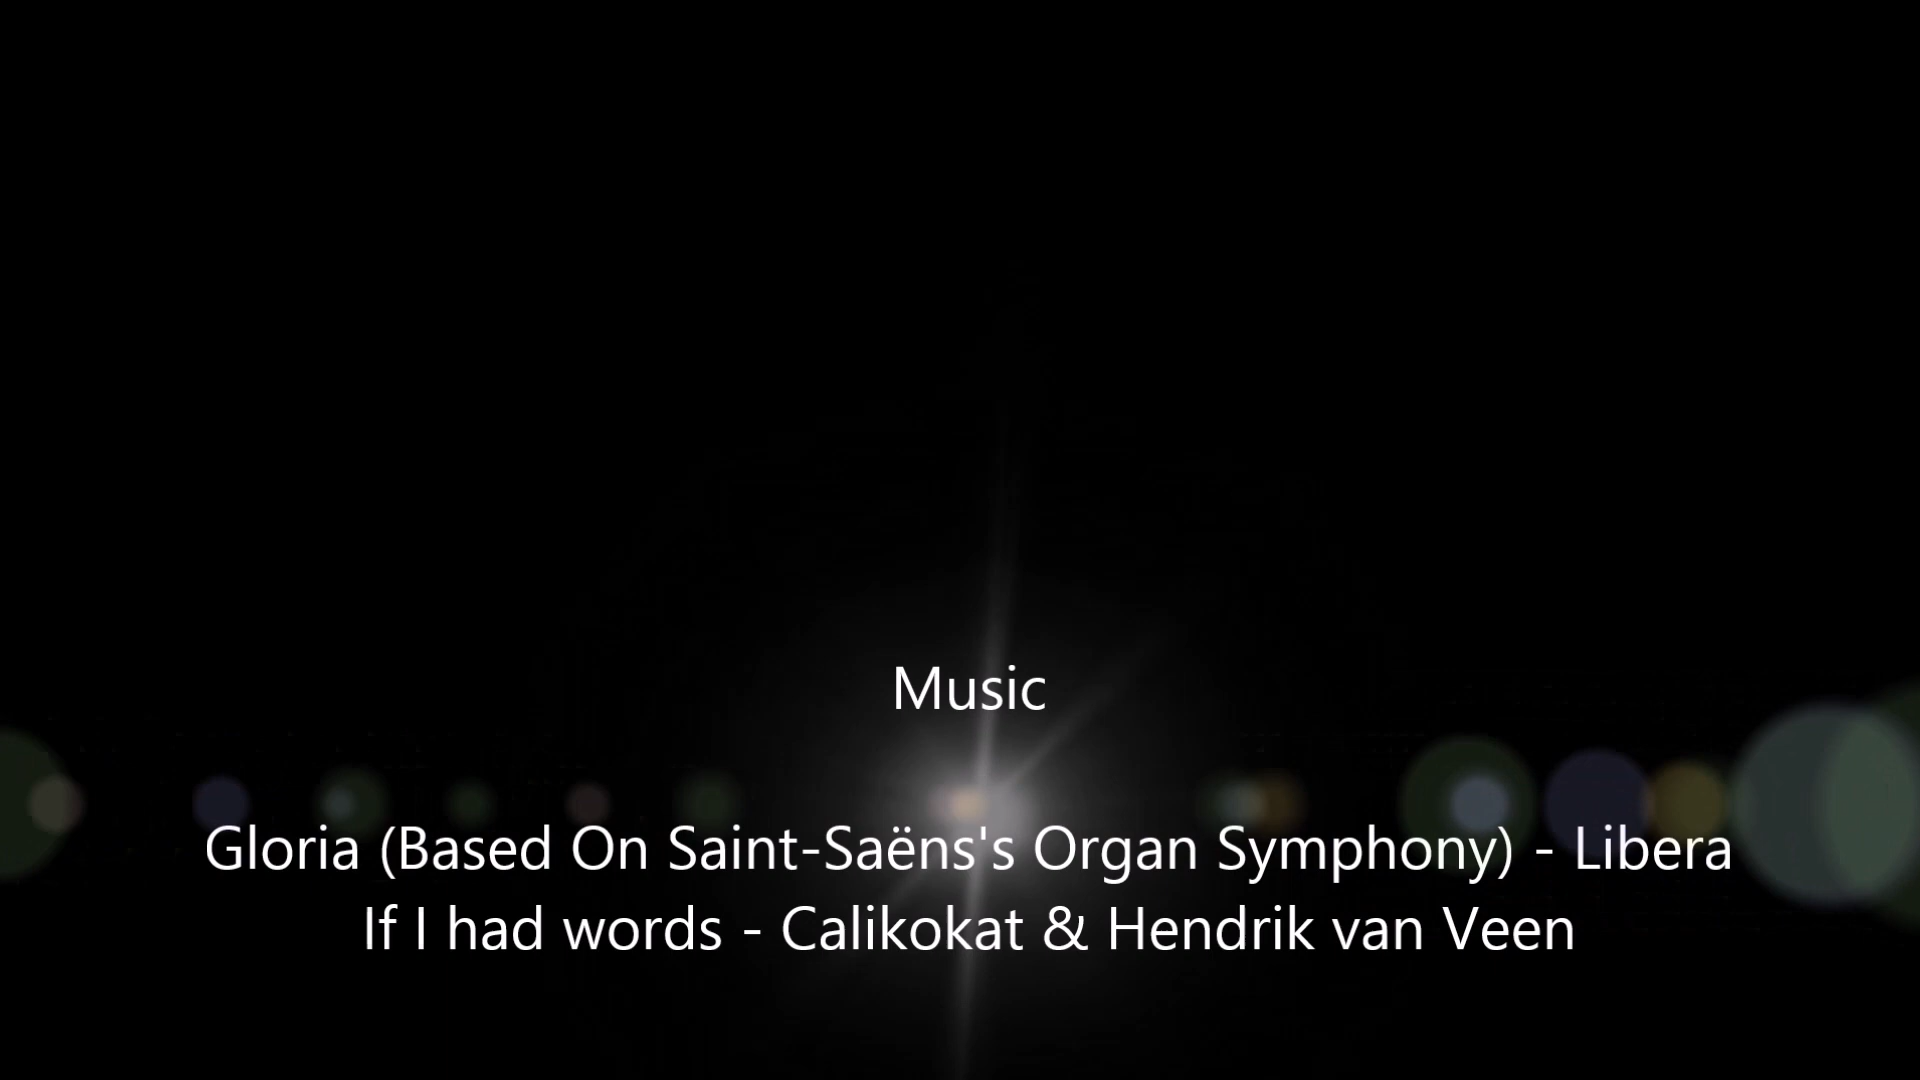 Music
Gloria (Based On Saint-Saëns's Organ Symphony) - Libera
If I had words - Calikokat & Hendrik van Veen